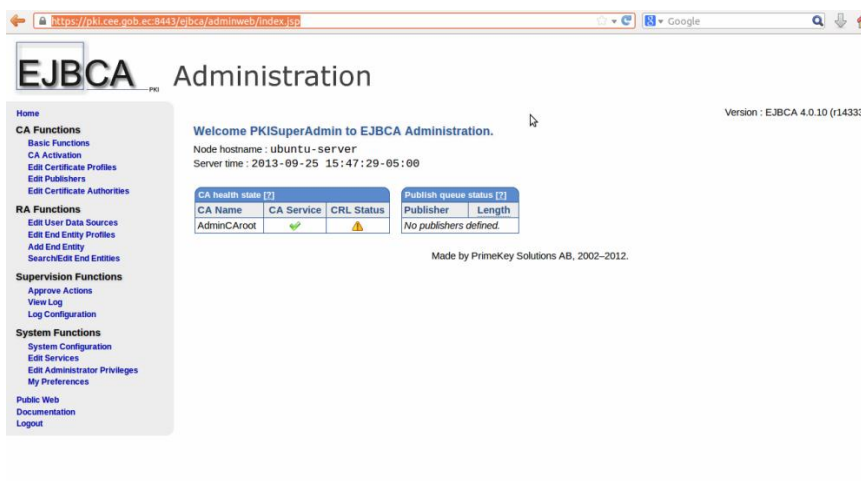 https://pki.cee.gob.ec:8443/ejbca/adminweb/index.jsp
Google
EJBCA PKI Administration
Version : EJBCA 4.0.10 (r14333
Home
CA Functions
Basic Functions
CA Activation
Edit Certificate Profiles
Edit Publishers
Edit Certificate Authorities
RA Functions
Edit User Data Sources
Edit End Entity Profiles
Add End Entity
Search/Edit End Entities
Supervision Functions
Approve Actions
View Log
Log Configuration
System Functions
System Configuration
Edit Services
Edit Administrator Privileges
My Preferences
Public Web
Documentation
Logout
Welcome PKISuperAdmin to EJBCA Administration.
Node hostname : ubuntu-server
Server time : 2013-09-25 15:47:29-05:00
CA health state [?]
CA Name CA Service CRL Status
AdminCAroot
Publish queue status [?]
Publisher Length
No publishers defined.
Made by PrimeKey Solutions AB, 2002–2012.